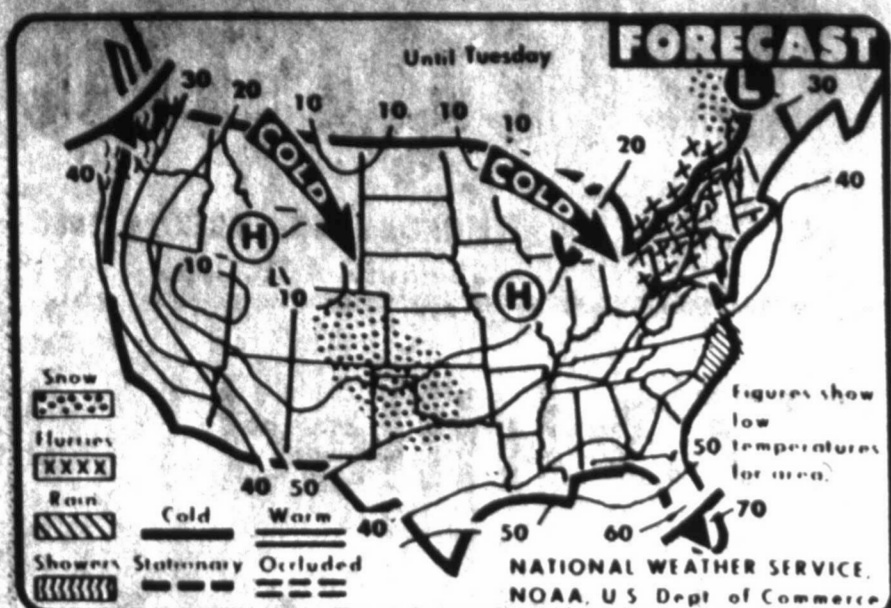 FORECAST
Until Tuesday
L
30
30
20
10
10
10
10
20
40
40
COLD
COLD
H
H
10
10
Snow
Flurries
XXXX
Rain
Showers
Cold
Warm
Stationary
Occluded
40
50
40
50
60
70
50
Figures show
low
temperatures
for area.
NATIONAL WEATHER SERVICE,
NOAA, U S Dept of Commerce